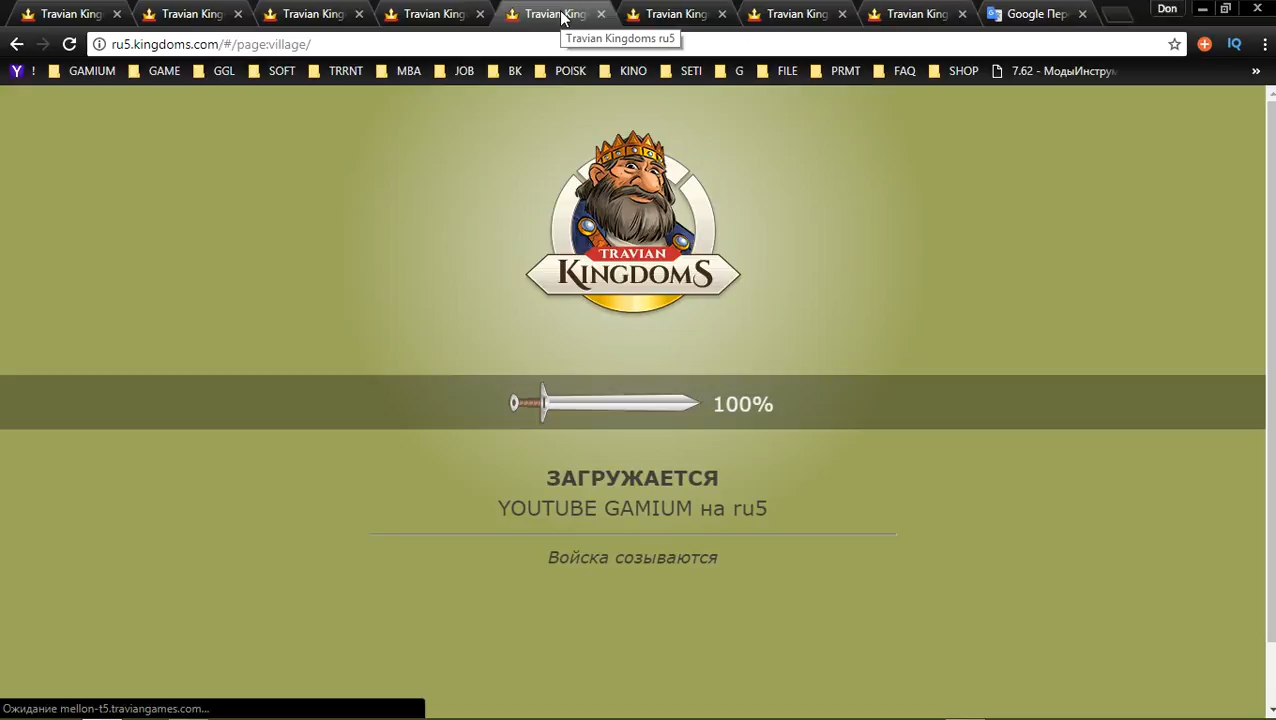 Travian King
Travian King
Travian King
Travian King
Travian King
Travian King
Travian King
Travian King
Google Пер
Don
ru5.kingdoms.com/#/page:village/
Travian Kingdoms ru5
IQ
Y !
GAMIUM
GAME
GGL
SOFT
TRRNT
MBA
JOB
BK
POISK
KINO
SETI
G
FILE
PRMT
FAQ
SHOP
7.62 - МодыИнструм
»
TRAVIAN
KINGDOMS
100%
ЗАГРУЖАЕТСЯ
YOUTUBE GAMIUM на ru5
Войска созываются
Ожидание mellon-t5.traviangames.com...